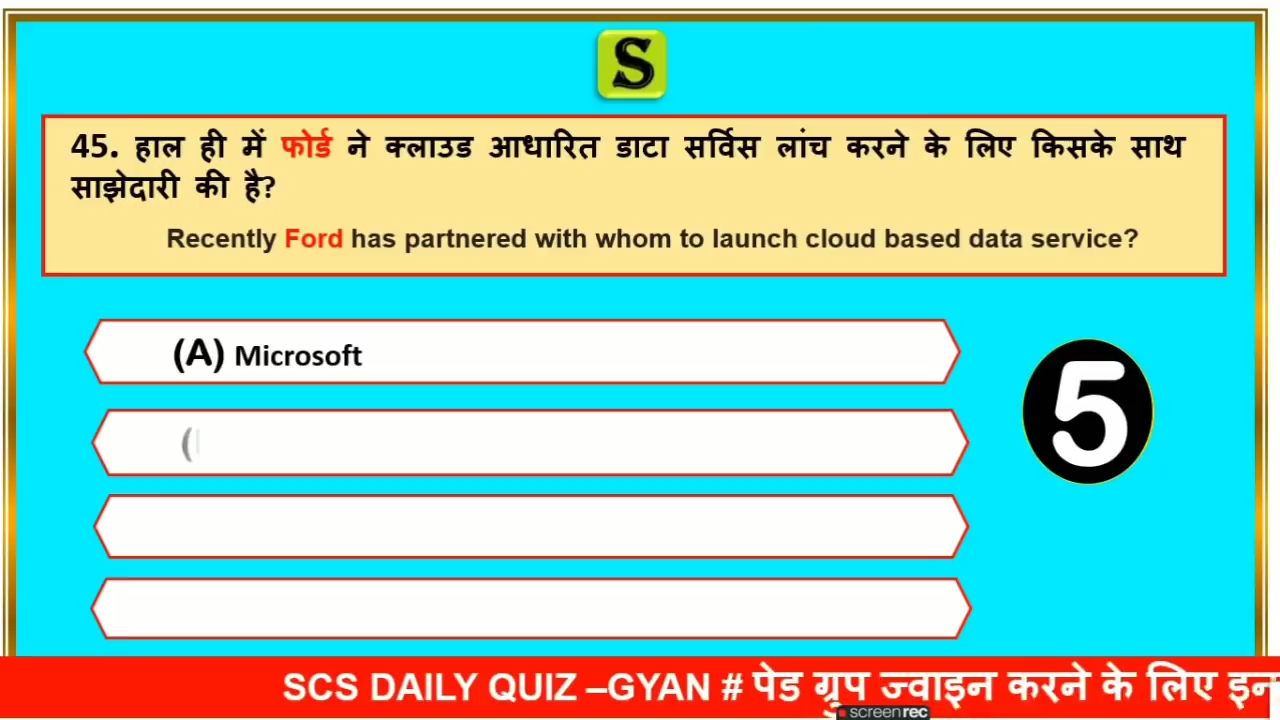 S
45. हाल ही में फोर्ड ने क्लाउड आधारित डाटा सर्विस लांच करने के लिए किसके साथ
साझेदारी की है?
Recently Ford has partnered with whom to launch cloud based data service?
(A) Microsoft
(
5
SCS DAILY QUIZ –GYAN # पेड ग्रुप ज्वाइन करने के लिए इन
screenrec